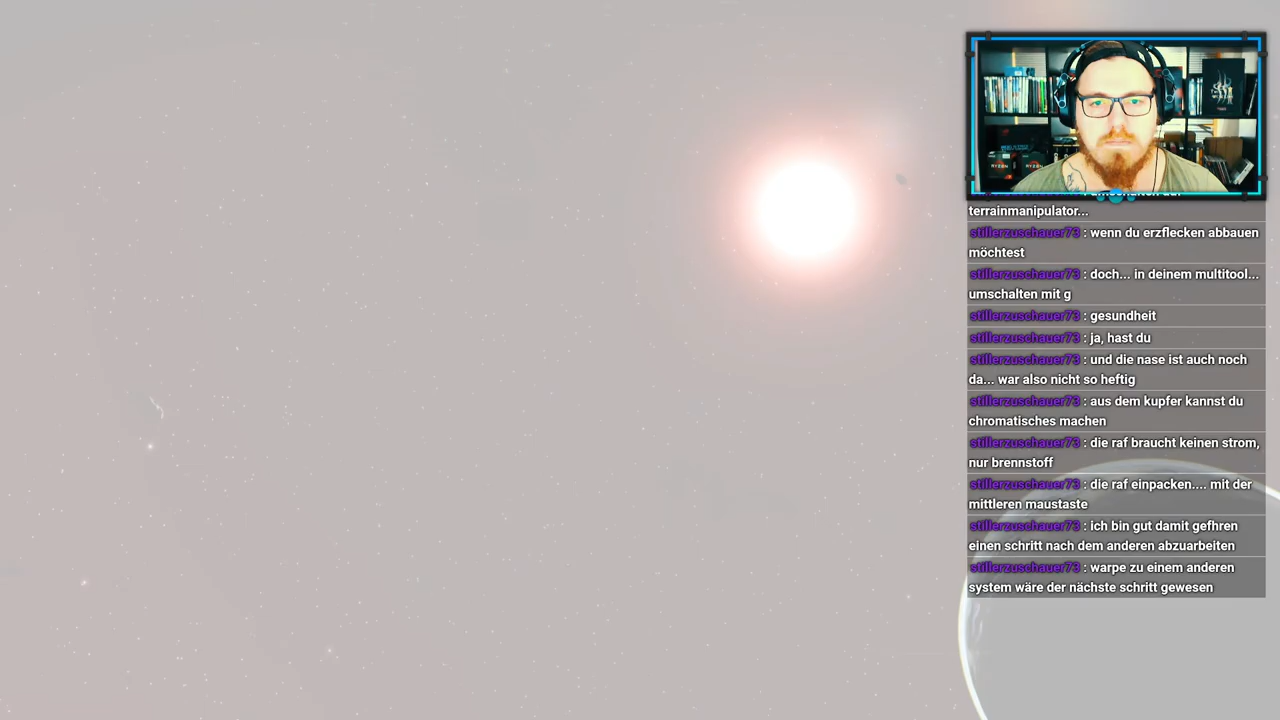 terrainmanipulator...
stillerzuschauer73 : wenn du erzflecken abbauen
möchtest
stillerzuschauer73 : doch... in deinem multitool...
umschalten mit g
stillerzuschauer73 : gesundheit
stillerzuschauer73 : ja, hast du
stillerzuschauer73 : und die nase ist auch noch
da... war also nicht so heftig
stillerzuschauer73 : aus dem kupfer kannst du
chromatisches machen
stillerzuschauer73 : die raf braucht keinen strom,
nur brennstoff
stillerzuschauer73 : die raf einpacken.... mit der
mittleren maustaste
stillerzuschauer73 : ich bin gut damit gefhren
einen schritt nach dem anderen abzuarbeiten
stillerzuschauer73 : warpe zu einem anderen
system wäre der nächste schritt gewesen